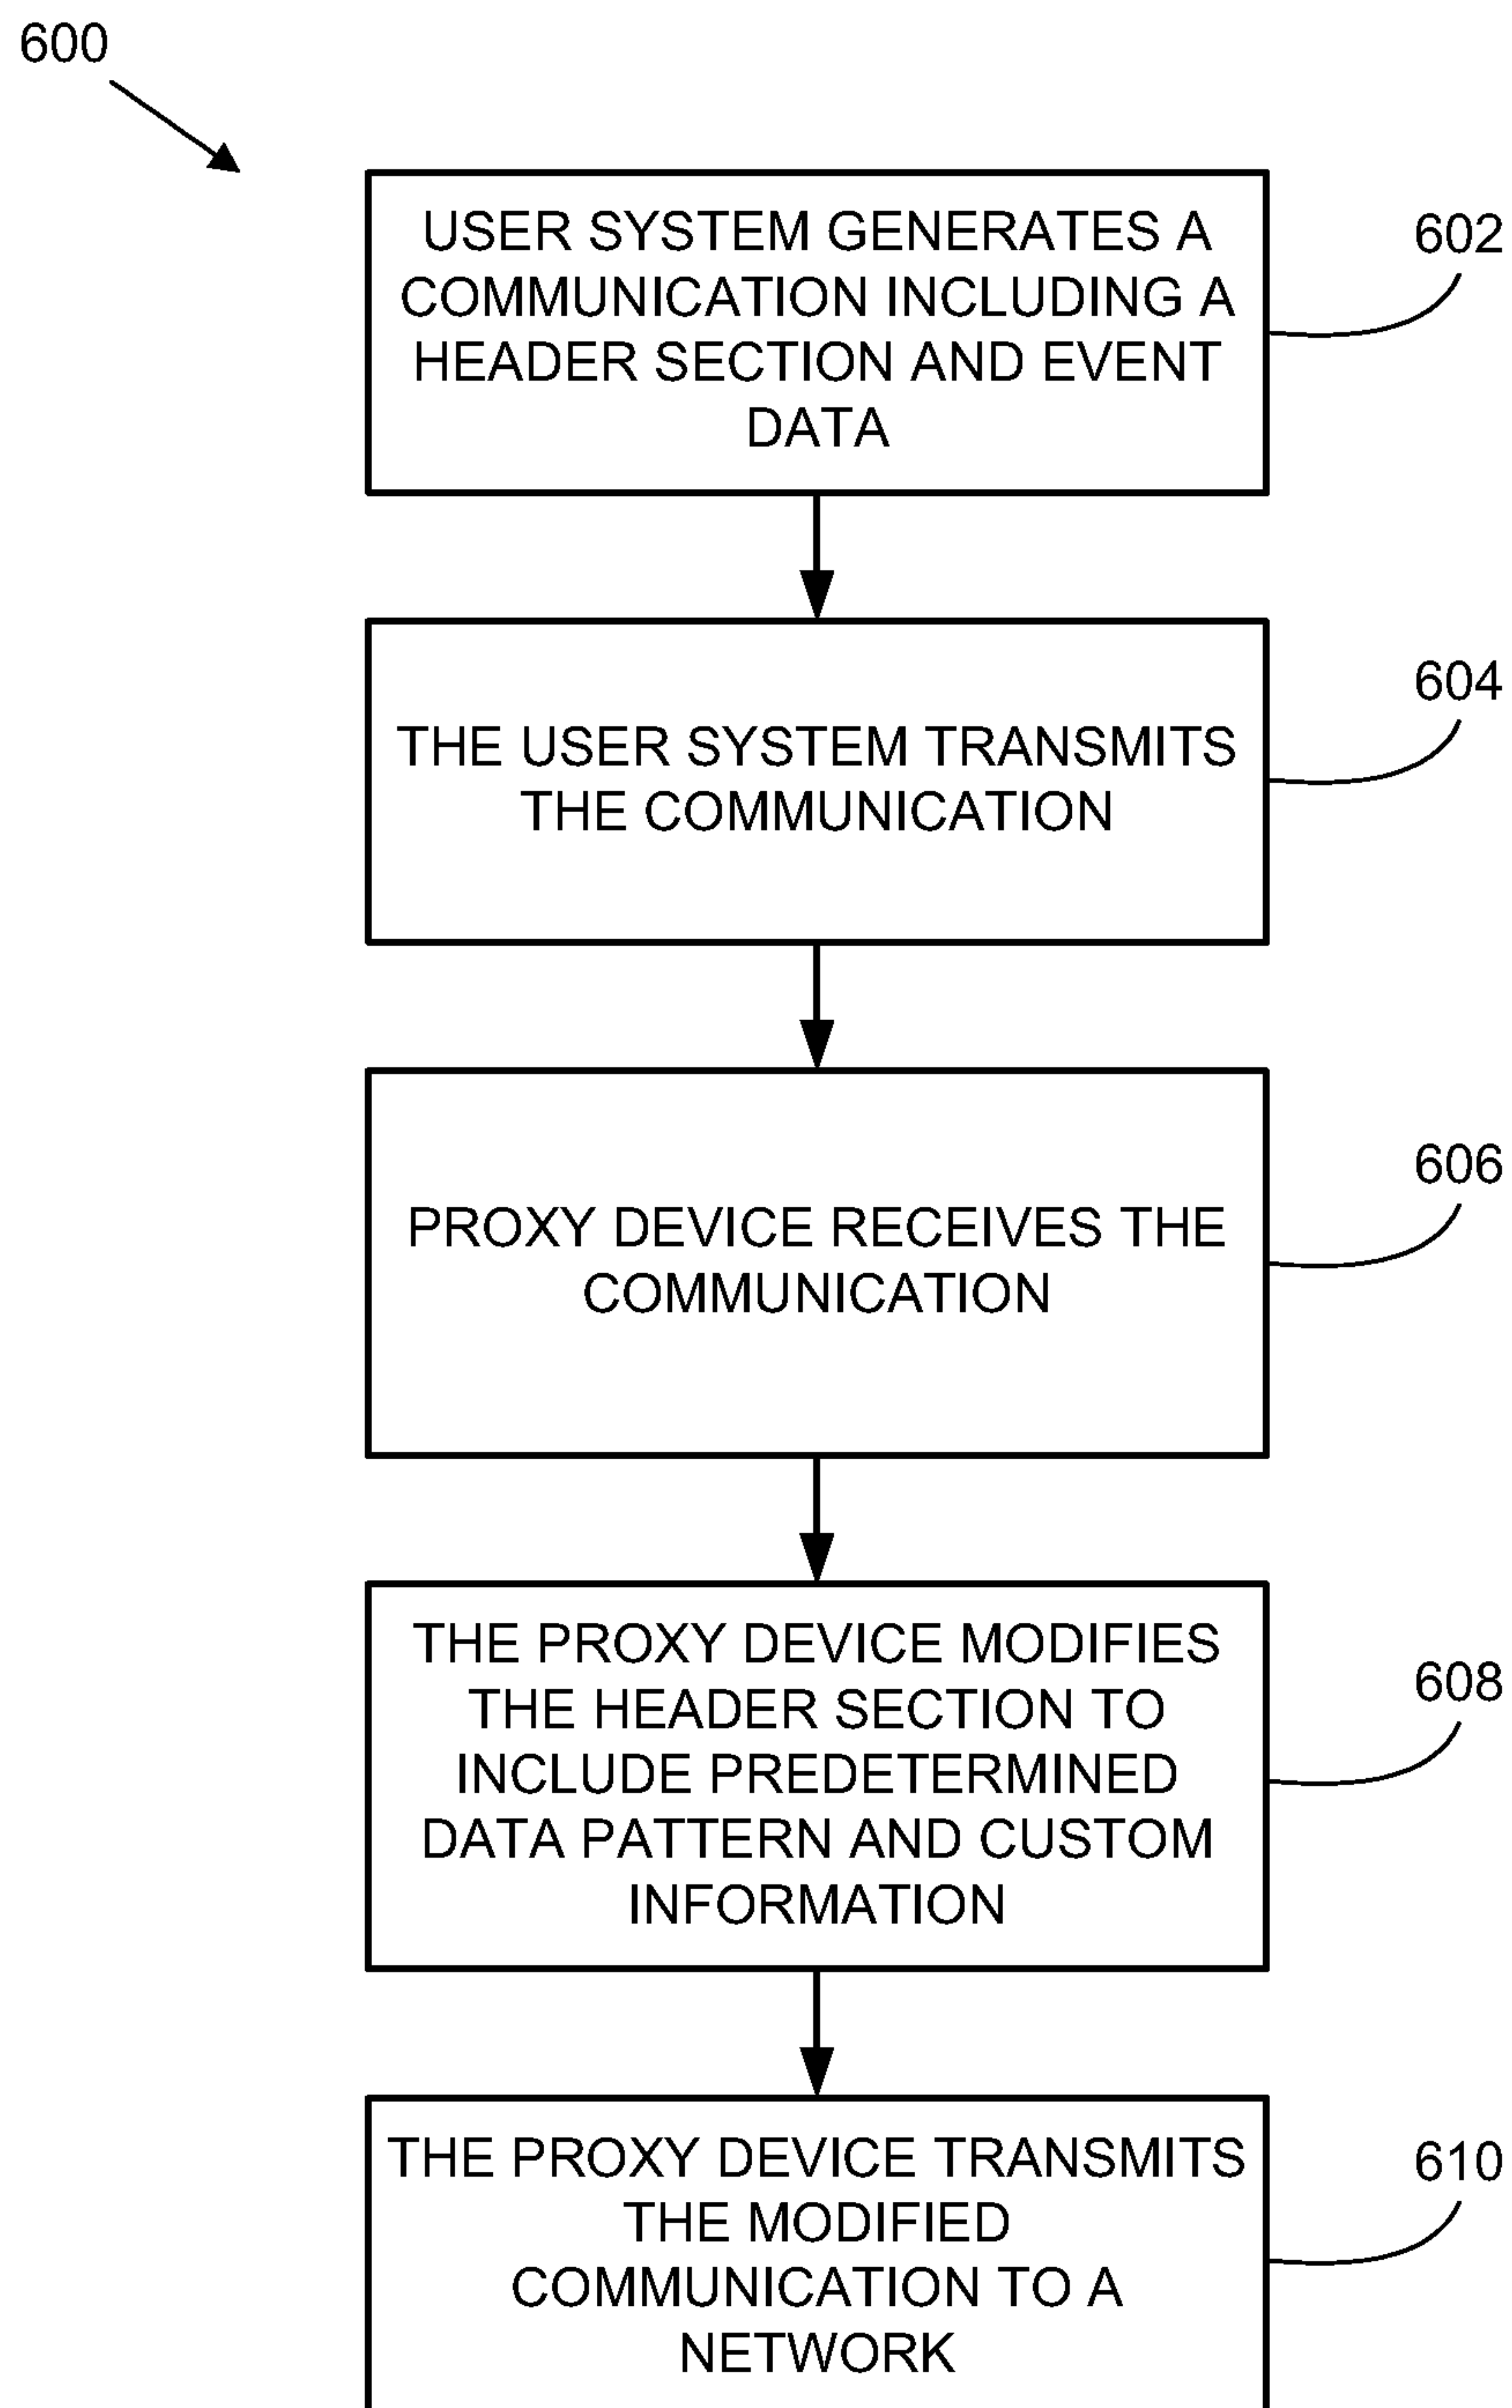 600
USER SYSTEM GENERATES A
COMMUNICATION INCLUDING A
HEADER SECTION AND EVENT
DATA
602
THE USER SYSTEM TRANSMITS
THE COMMUNICATION
604
PROXY DEVICE RECEIVES THE
COMMUNICATION
606
THE PROXY DEVICE MODIFIES
THE HEADER SECTION TO
INCLUDE PREDETERMINED
DATA PATTERN AND CUSTOM
INFORMATION
608
THE PROXY DEVICE TRANSMITS
THE MODIFIED
COMMUNICATION TO A
NETWORK
610